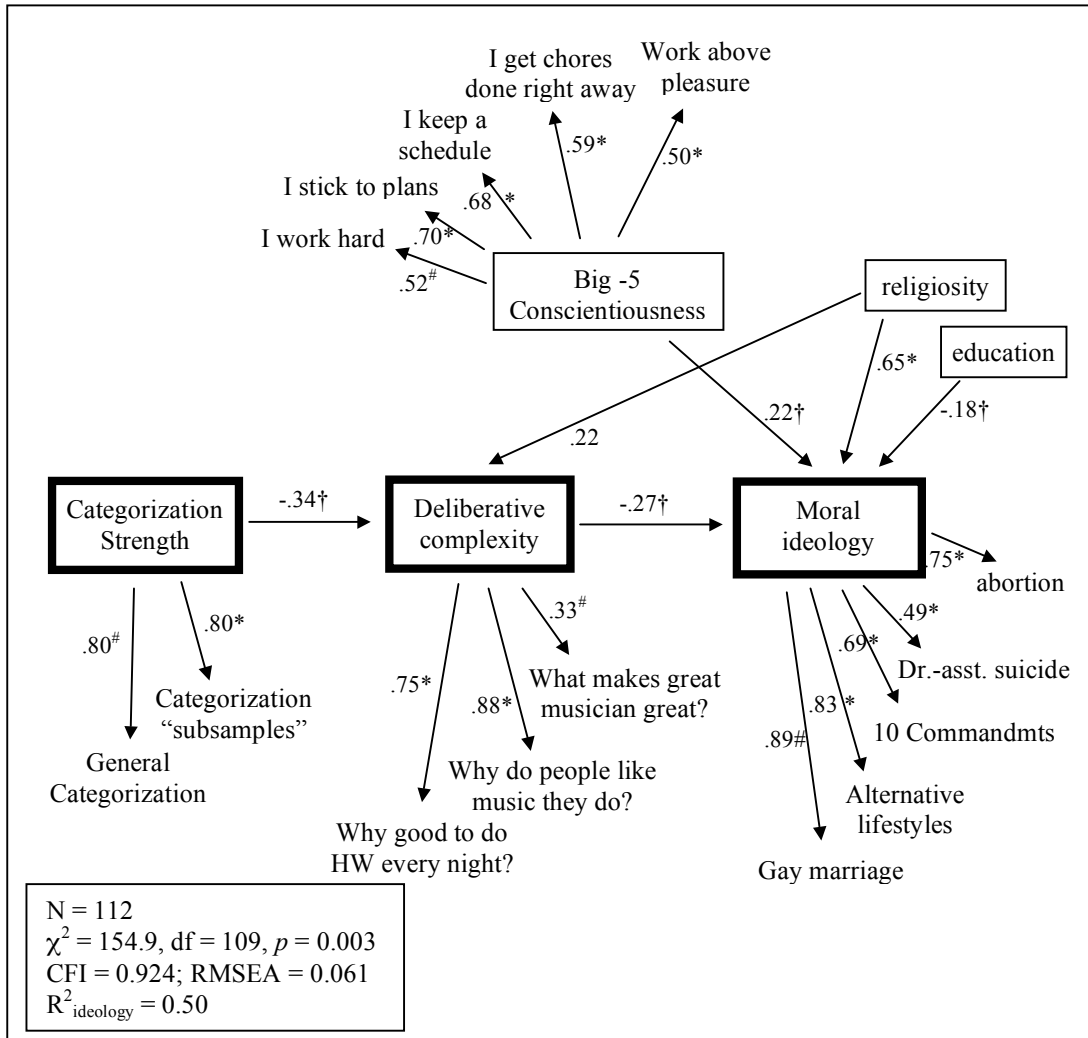 I get chores
done right away
Work above
pleasure
I keep a
schedule
.59*
.50*
I stick to plans
.68 *
I work hard
.70*
.52#
Big -5
Conscientiousness
religiosity
education
.65*
.22†
-.18†
.22
Categorization
Strength
-.34†
Deliberative
complexity
-.27†
Moral
ideology
.75*
abortion
.80#
.80*
.33#
.49*
.75*
.88*
.69*
Dr.-asst. suicide
What makes great
musician great?
Categorization
“subsamples”
.83 *
10 Commandmts
.89#
General
Categorization
Why do people like
music they do?
Alternative
lifestyles
Why good to do
HW every night?
Gay marriage
N = 112
χ2 = 154.9, df = 109, p = 0.003
CFI = 0.924; RMSEA = 0.061
R2ideology = 0.50